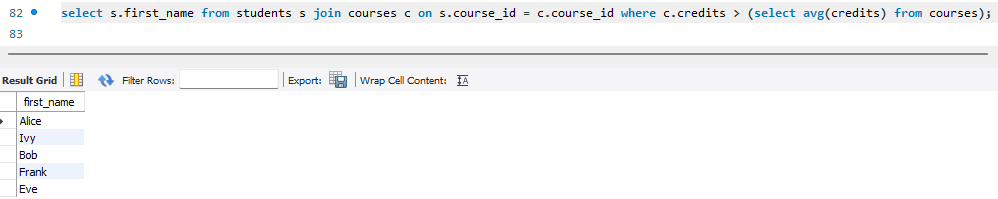 82 select s.first_name from students s join courses c on s.course_id = c.course_id where c.credits > (select avg(credits) from courses);
83
Result Grid Filter Rows: Export: Wrap Cell Content: IA
first_name
Alice
Ivy
Bob
Frank
Eve